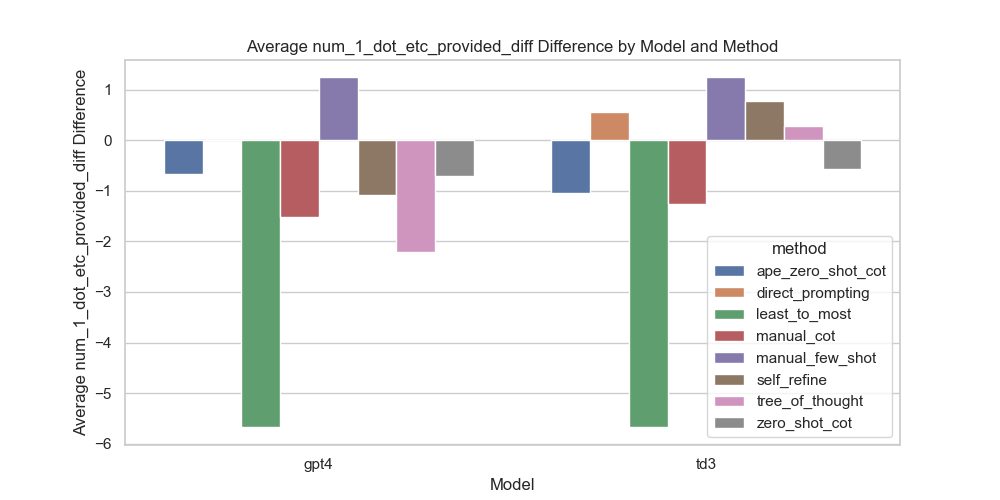 Average num_1_dot_etc_provided_diff Difference by Model and Method
Average num_1_dot_etc_provided_diff Difference
1
0
−1
−2
−3
−4
−5
−6
gpt4
td3
Model
method
ape_zero_shot_cot
direct_prompting
least_to_most
manual_cot
manual_few_shot
self_refine
tree_of_thought
zero_shot_cot